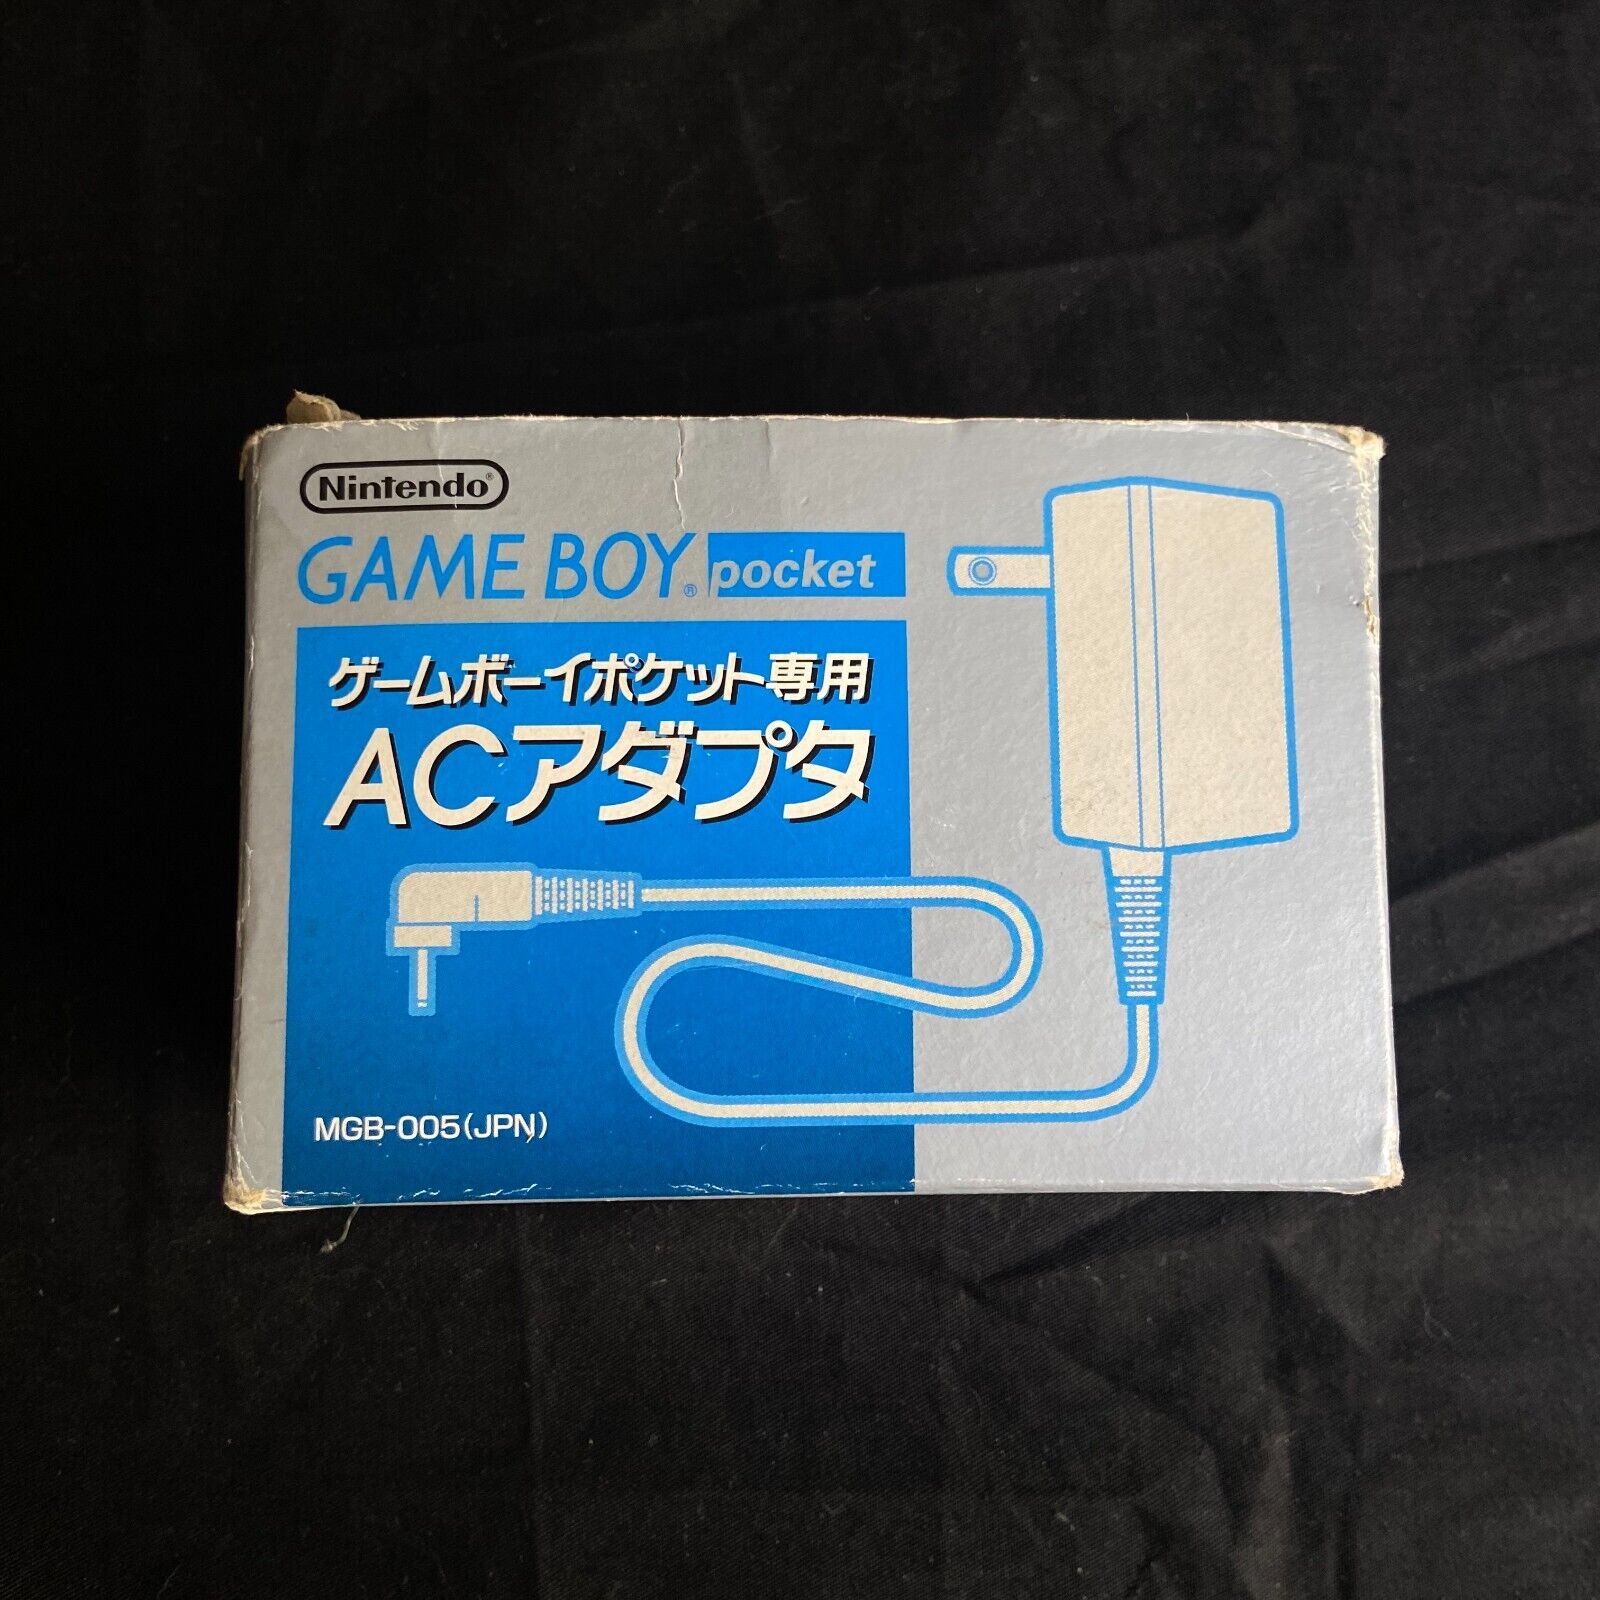 Nintendo®
GAME BOY® pocket
ゲームボーイポケット専用
ACアダプタ
MGB-005(JPN)